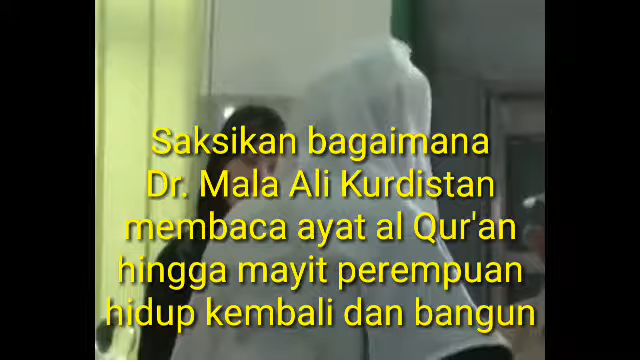 Saksikan bagaimana
Dr. Mala Ali Kurdistan
membaca ayat al Qur'an
hingga mayit perempuan
hidup kembali dan bangun